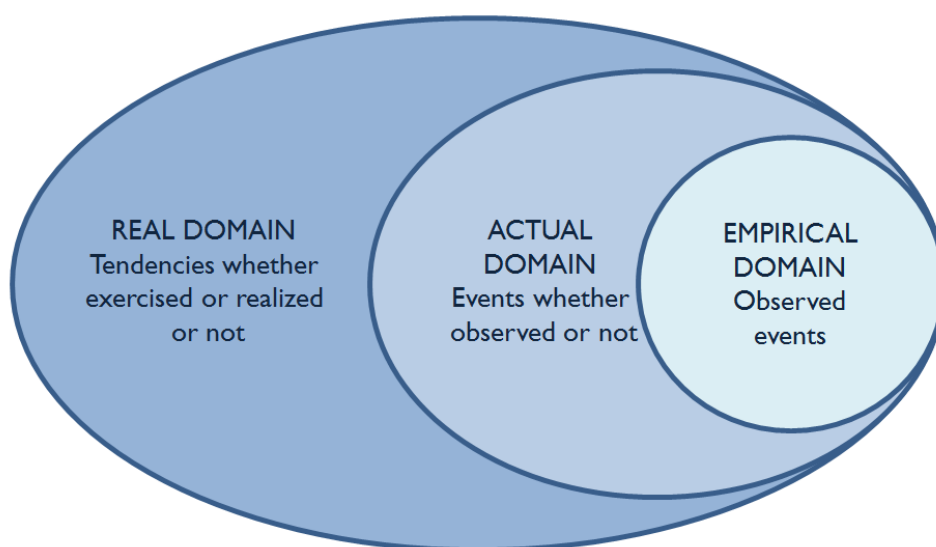 REAL DOMAIN
Tendencies whether
exercised or realized
or not
ACTUAL
DOMAIN
Events whether
observed or not
EMPIRICAL
DOMAIN
Observed
events